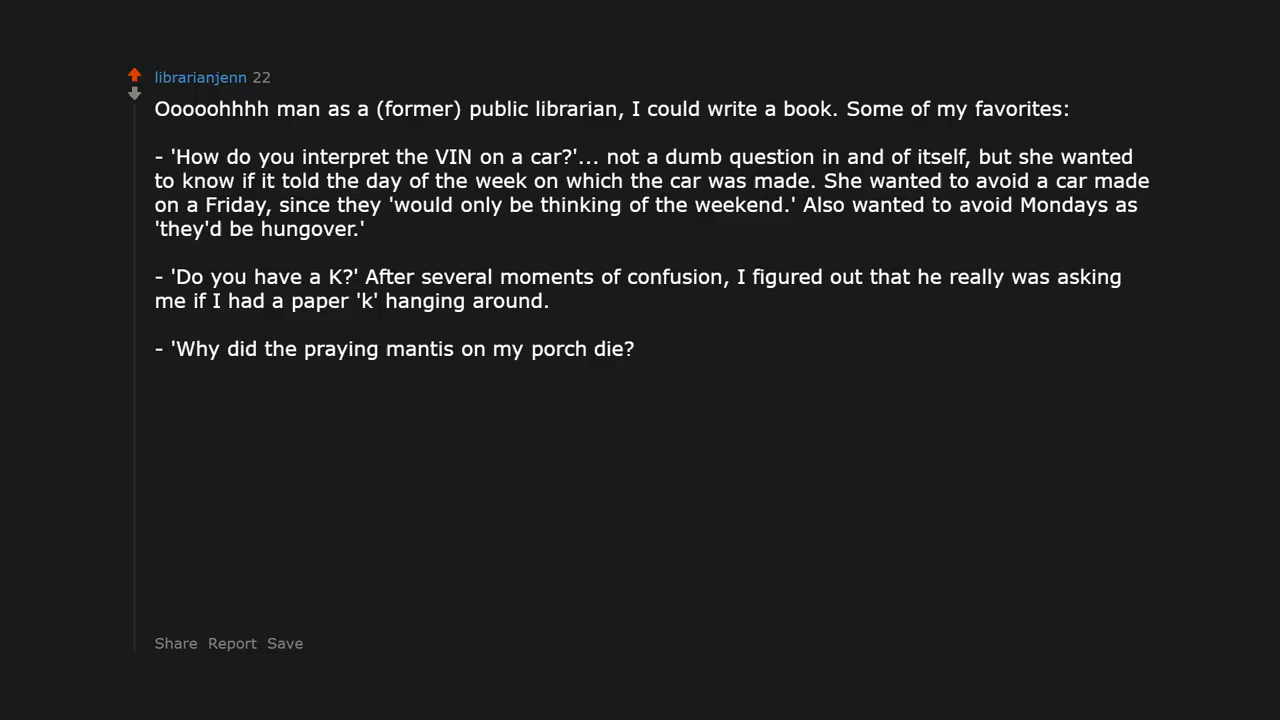 librarianjenn 22
Ooooohhhh man as a (former) public librarian, I could write a book. Some of my favorites:
- 'How do you interpret the VIN on a car?'... not a dumb question in and of itself, but she wanted
to know if it told the day of the week on which the car was made. She wanted to avoid a car made
on a Friday, since they 'would only be thinking of the weekend.' Also wanted to avoid Mondays as
'they'd be hungover.'
- 'Do you have a K?' After several moments of confusion, I figured out that he really was asking
me if I had a paper 'k' hanging around.
- 'Why did the praying mantis on my porch die?
Share Report Save